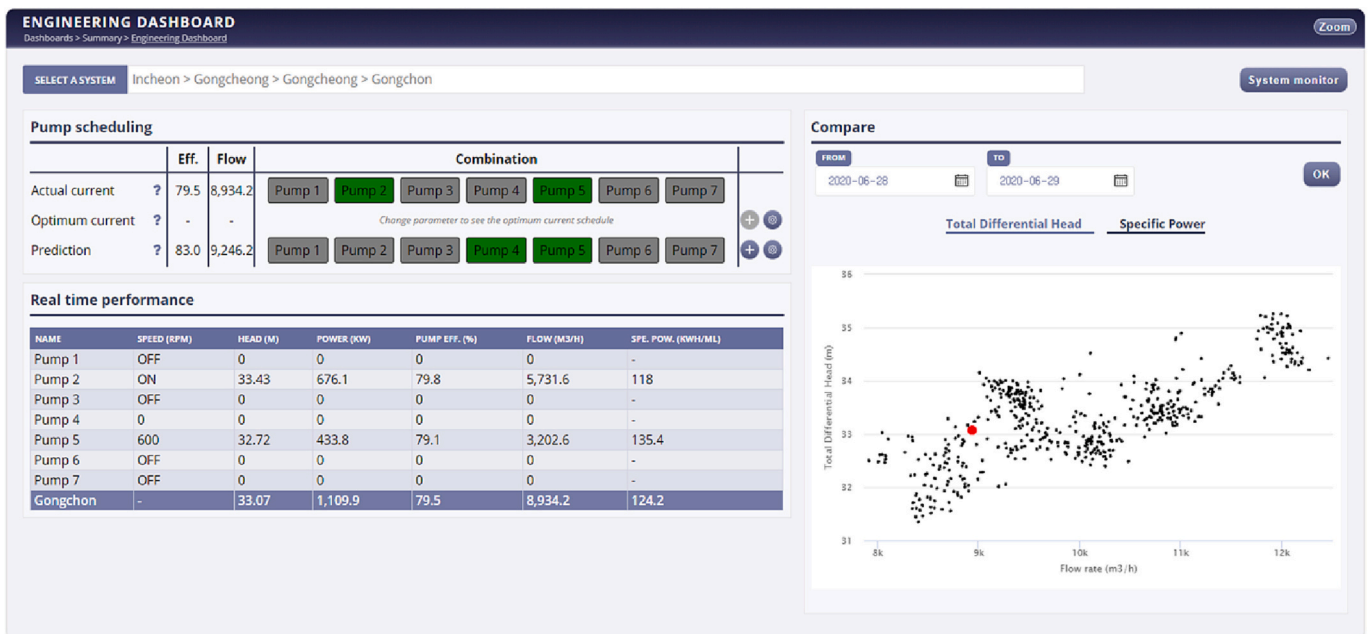 ENGINEERING DASHBOARD
Dashboards > Summary > Engineering Dashboard
Zoom
SELECT A SYSTEM Incheon > Gongcheong > Gongcheong > Gongchon
System monitor
Pump scheduling
Eff. Flow Combination
Actual current ? 79.5 8,934.2 Pump 1 Pump 2 Pump 3 Pump 4 Pump 5 Pump 6 Pump 7
Optimum current ? - - Change parameter to see the optimum current schedule
Prediction ? 83.0 9,246.2 Pump 1 Pump 2 Pump 3 Pump 4 Pump 5 Pump 6 Pump 7
Real time performance
NAME SPEED (RPM) HEAD (M) POWER (KW) PUMP EFF. (%) FLOW (M3/H) SPE. POW. (KWH/ML)
Pump 1 OFF 0 0 0 0 -
Pump 2 ON 33.43 676.1 79.8 5,731.6 118
Pump 3 OFF 0 0 0 0 -
Pump 4 0 0 0 0 0 -
Pump 5 600 32.72 433.8 79.1 3,202.6 135.4
Pump 6 OFF 0 0 0 0 -
Pump 7 OFF 0 0 0 0 -
Gongchon - 33.07 1,109.9 79.5 8,934.2 124.2
Compare
FROM TO
2020-06-28 2020-06-29 OK
Total Differential Head Specific Power
36
35
34
33
32
31
Total Differential Head (m)
8k 9k 10k 11k 12k
Flow rate (m3/h)